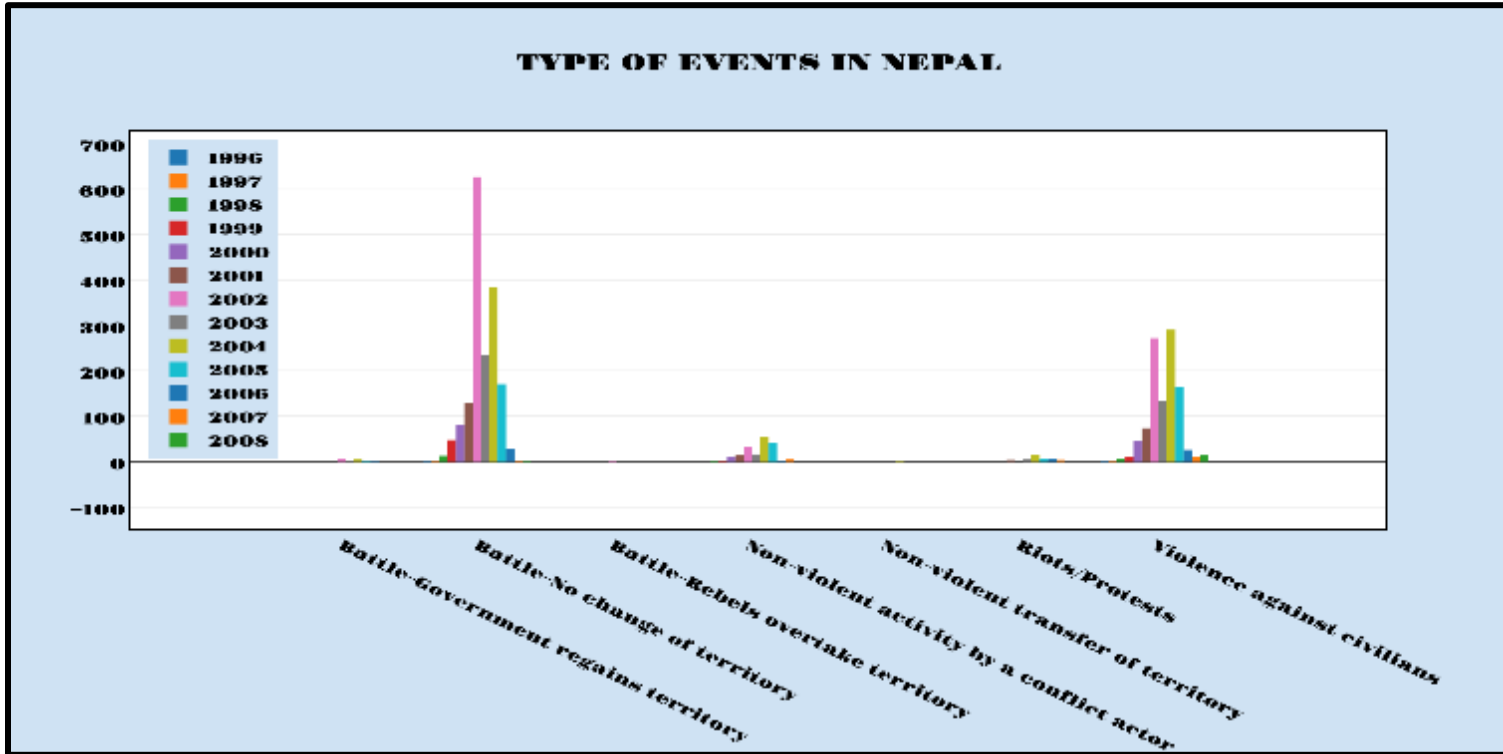 TYPE OF EVENTS IN NEPAL
700
600
500
400
300
200
100
0
-100
1996
1997
1998
1999
2000
2001
2002
2003
2004
2005
2006
2007
2008
Battle-Government regains territory
Battle-No change of territory
Battle-Rebels overtake territory
Non-violent activity by a conflict actor
Non-violent transfer of territory
Riots/Protests
Violence against civilians